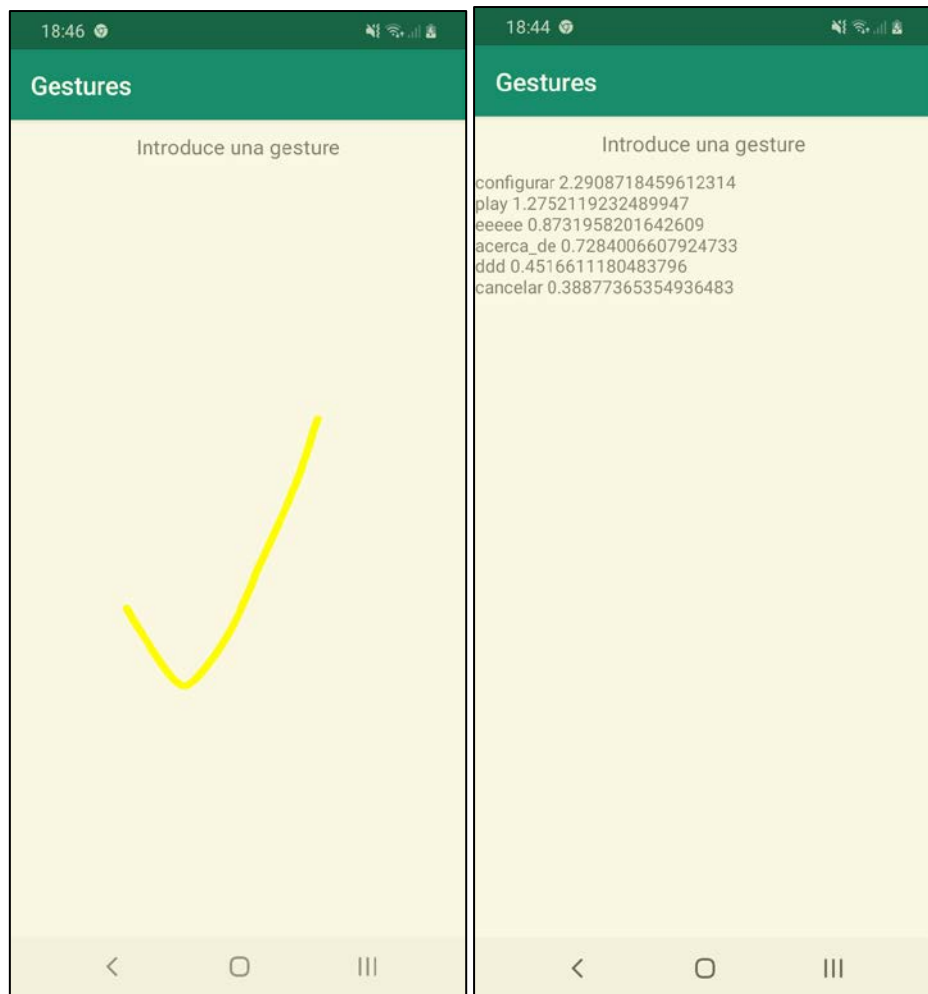 18:46
Gestures
Introduce una gesture
18:44
Gestures
Introduce una gesture
configurar 2.2908718459612314
play 1.2752119232489947
eeeee 0.8731958201642609
acerca_de 0.7284006607924733
ddd 0.4516611180483796
cancelar 0.38877365354936483